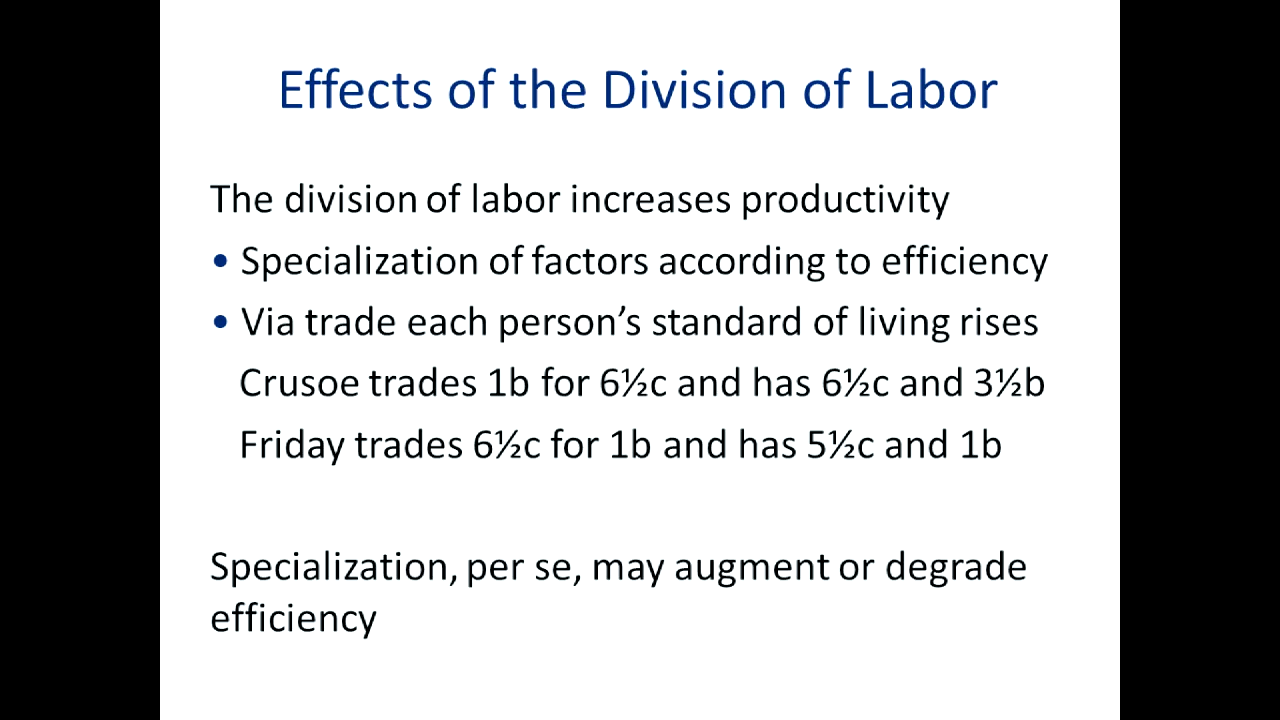 Effects of the Division of Labor
The division of labor increases productivity
• Specialization of factors according to efficiency
• Via trade each person’s standard of living rises
Crusoe trades 1b for 6½c and has 6½c and 3½b
Friday trades 6½c for 1b and has 5½c and 1b
Specialization, per se, may augment or degrade
efficiency